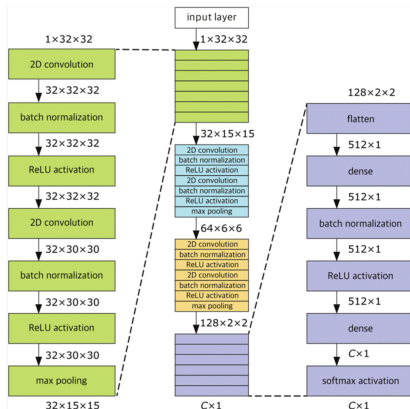 1×32×32
2D convolution
32×32×32
batch normalization
32×32×32
ReLU activation
32×32×32
2D convolution
32×30×30
batch normalization
32×30×30
ReLU activation
32×30×30
max pooling
32×15×15
input layer
1×32×32
32×15×15
2D convolution
batch normalization
ReLU activation
2D convolution
batch normalization
ReLU activation
max pooling
64×6×6
2D convolution
batch normalization
ReLU activation
2D convolution
batch normalization
ReLU activation
max pooling
128×2×2
C×1
128×2×2
flatten
512×1
dense
512×1
batch normalization
512×1
ReLU activation
512×1
dense
C×1
softmax activation
C×1